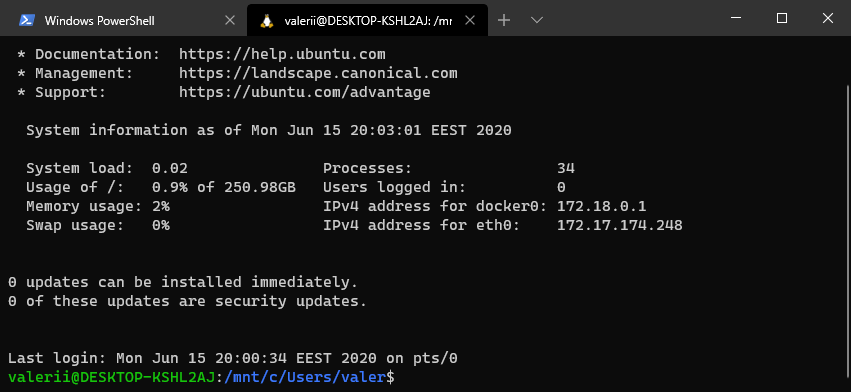 Windows PowerShell
valerii@DESKTOP-KSHL2AJ: /mn
* Documentation:  https://help.ubuntu.com
* Management:     https://landscape.canonical.com
* Support:        https://ubuntu.com/advantage
System information as of Mon Jun 15 20:03:01 EEST 2020
System load:  0.02               Processes:                34
Usage of /:   0.9% of 250.98GB   Users logged in:          0
Memory usage: 2%                 IPv4 address for docker0: 172.18.0.1
Swap usage:   0%                 IPv4 address for eth0:    172.17.174.248
0 updates can be installed immediately.
0 of these updates are security updates.
Last login: Mon Jun 15 20:00:34 EEST 2020 on pts/0
valerii@DESKTOP-KSHL2AJ:/mnt/c/Users/valer$